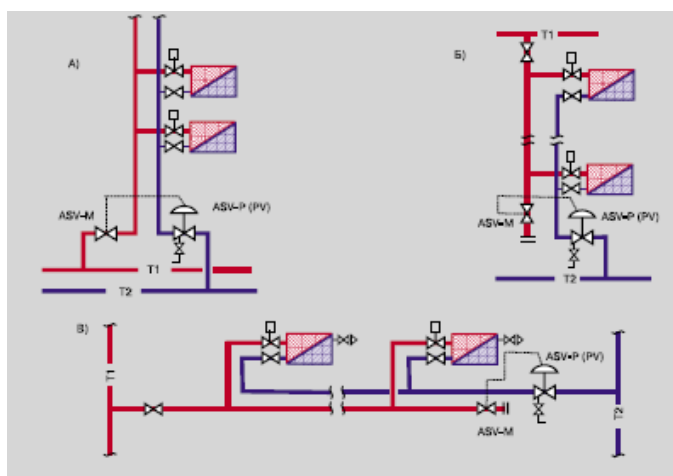 А)
ASV-M
ASV-P (PV)
T1
T2
Б)
T1
ASV-M
ASV-P (PV)
T2
В)
T1
ASV-P (PV)
ASV-M
T2